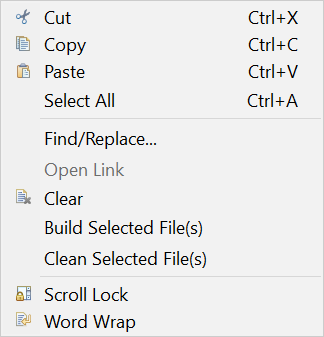 Cut Ctrl+X
Copy Ctrl+C
Paste Ctrl+V
Select All Ctrl+A
Find/Replace...
Open Link
Clear
Build Selected File(s)
Clean Selected File(s)
Scroll Lock
Word Wrap